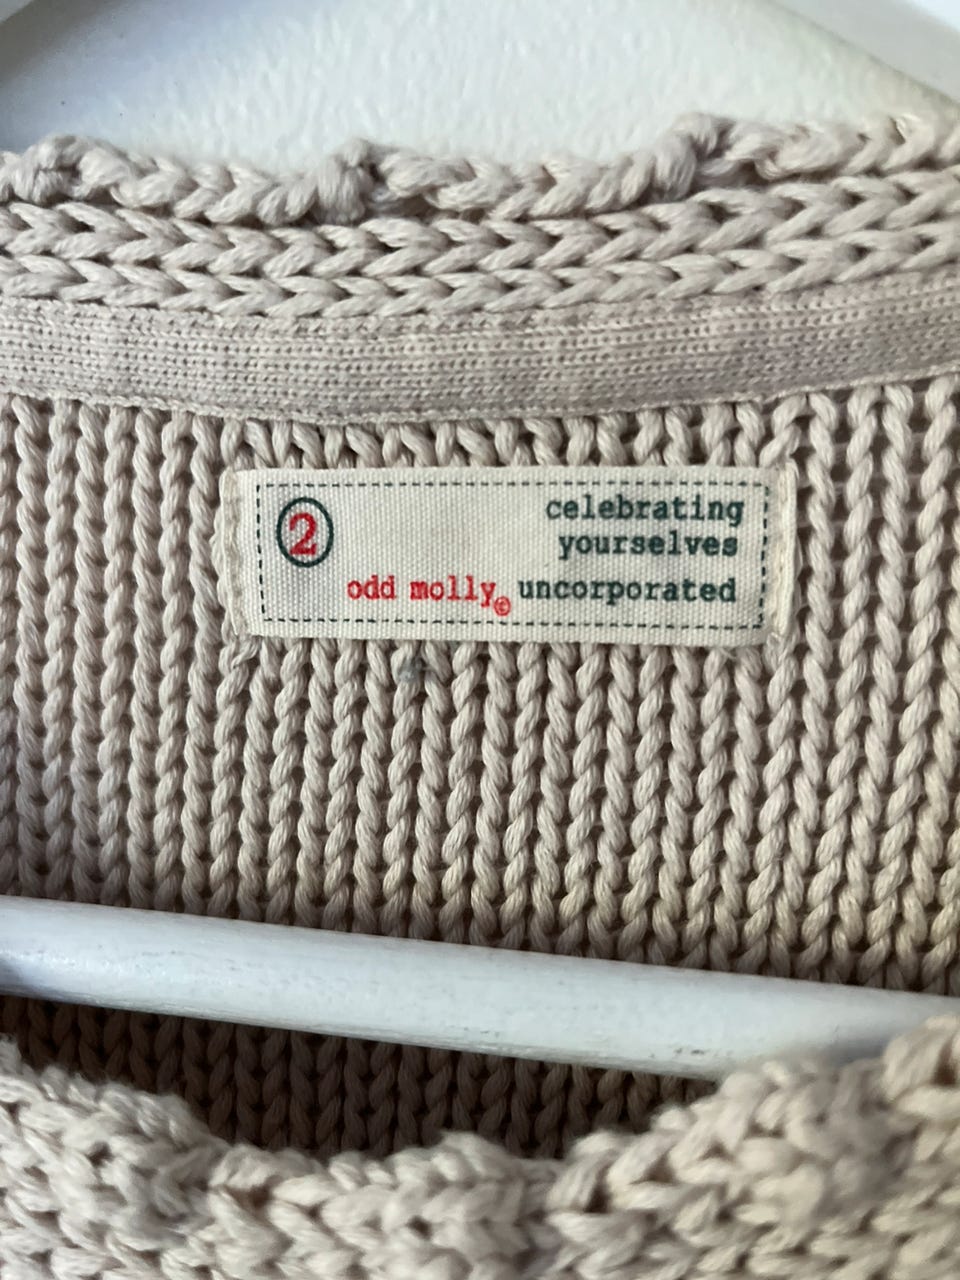 2
celebrating
yourselves
odd molly© uncorporated